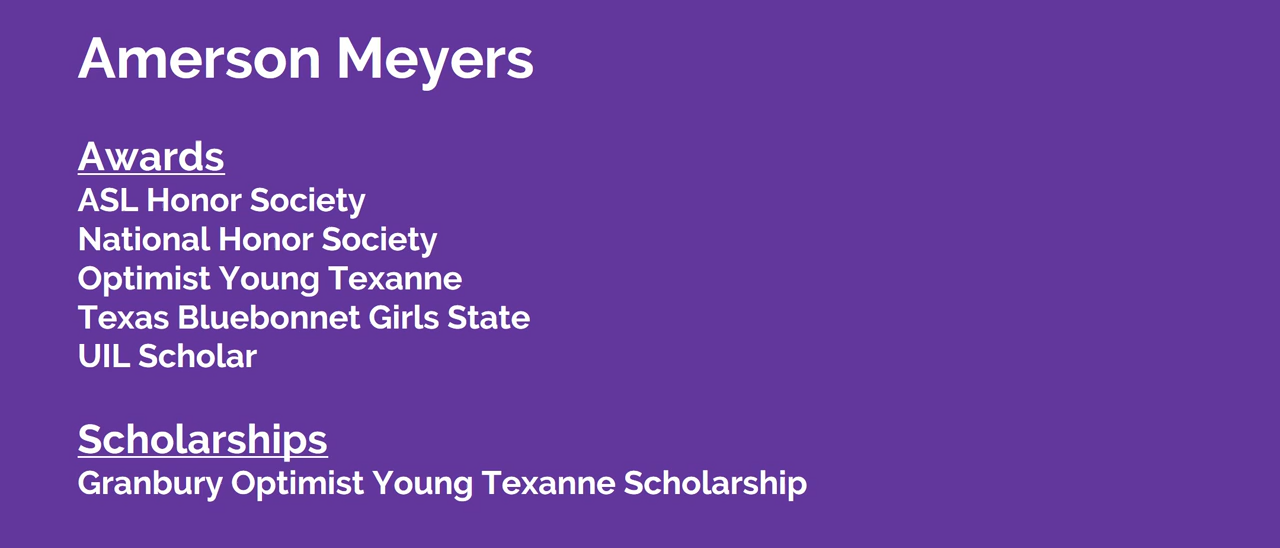 Amerson Meyers
Awards
ASL Honor Society
National Honor Society
Optimist Young Texanne
Texas Bluebonnet Girls State
UIL Scholar
Scholarships
Granbury Optimist Young Texanne Scholarship